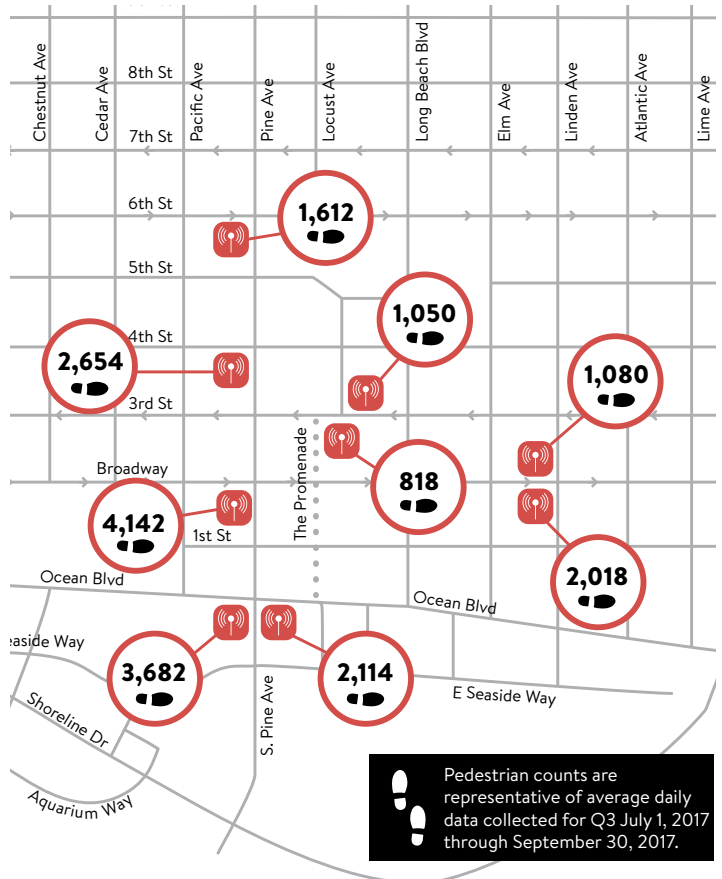 Chestnut Ave
Cedar Ave
Pacific Ave
Pine Ave
Locust Ave
Long Beach Blvd
Elm Ave
Linden Ave
Atlantic Ave
Lime Ave
8th St
7th St
6th St
1,612
5th St
1,050
4th St
2,654
1,080
3rd St
The Promenade
Broadway
818
4,142
1st St
2,018
Ocean Blvd
Ocean Blvd
easide Way
3,682
2,114
E Seaside Way
S. Pine Ave
Shoreline Dr
Aquarium Way
Pedestrian counts are
representative of average daily
data collected for Q3 July 1, 2017
through September 30, 2017.